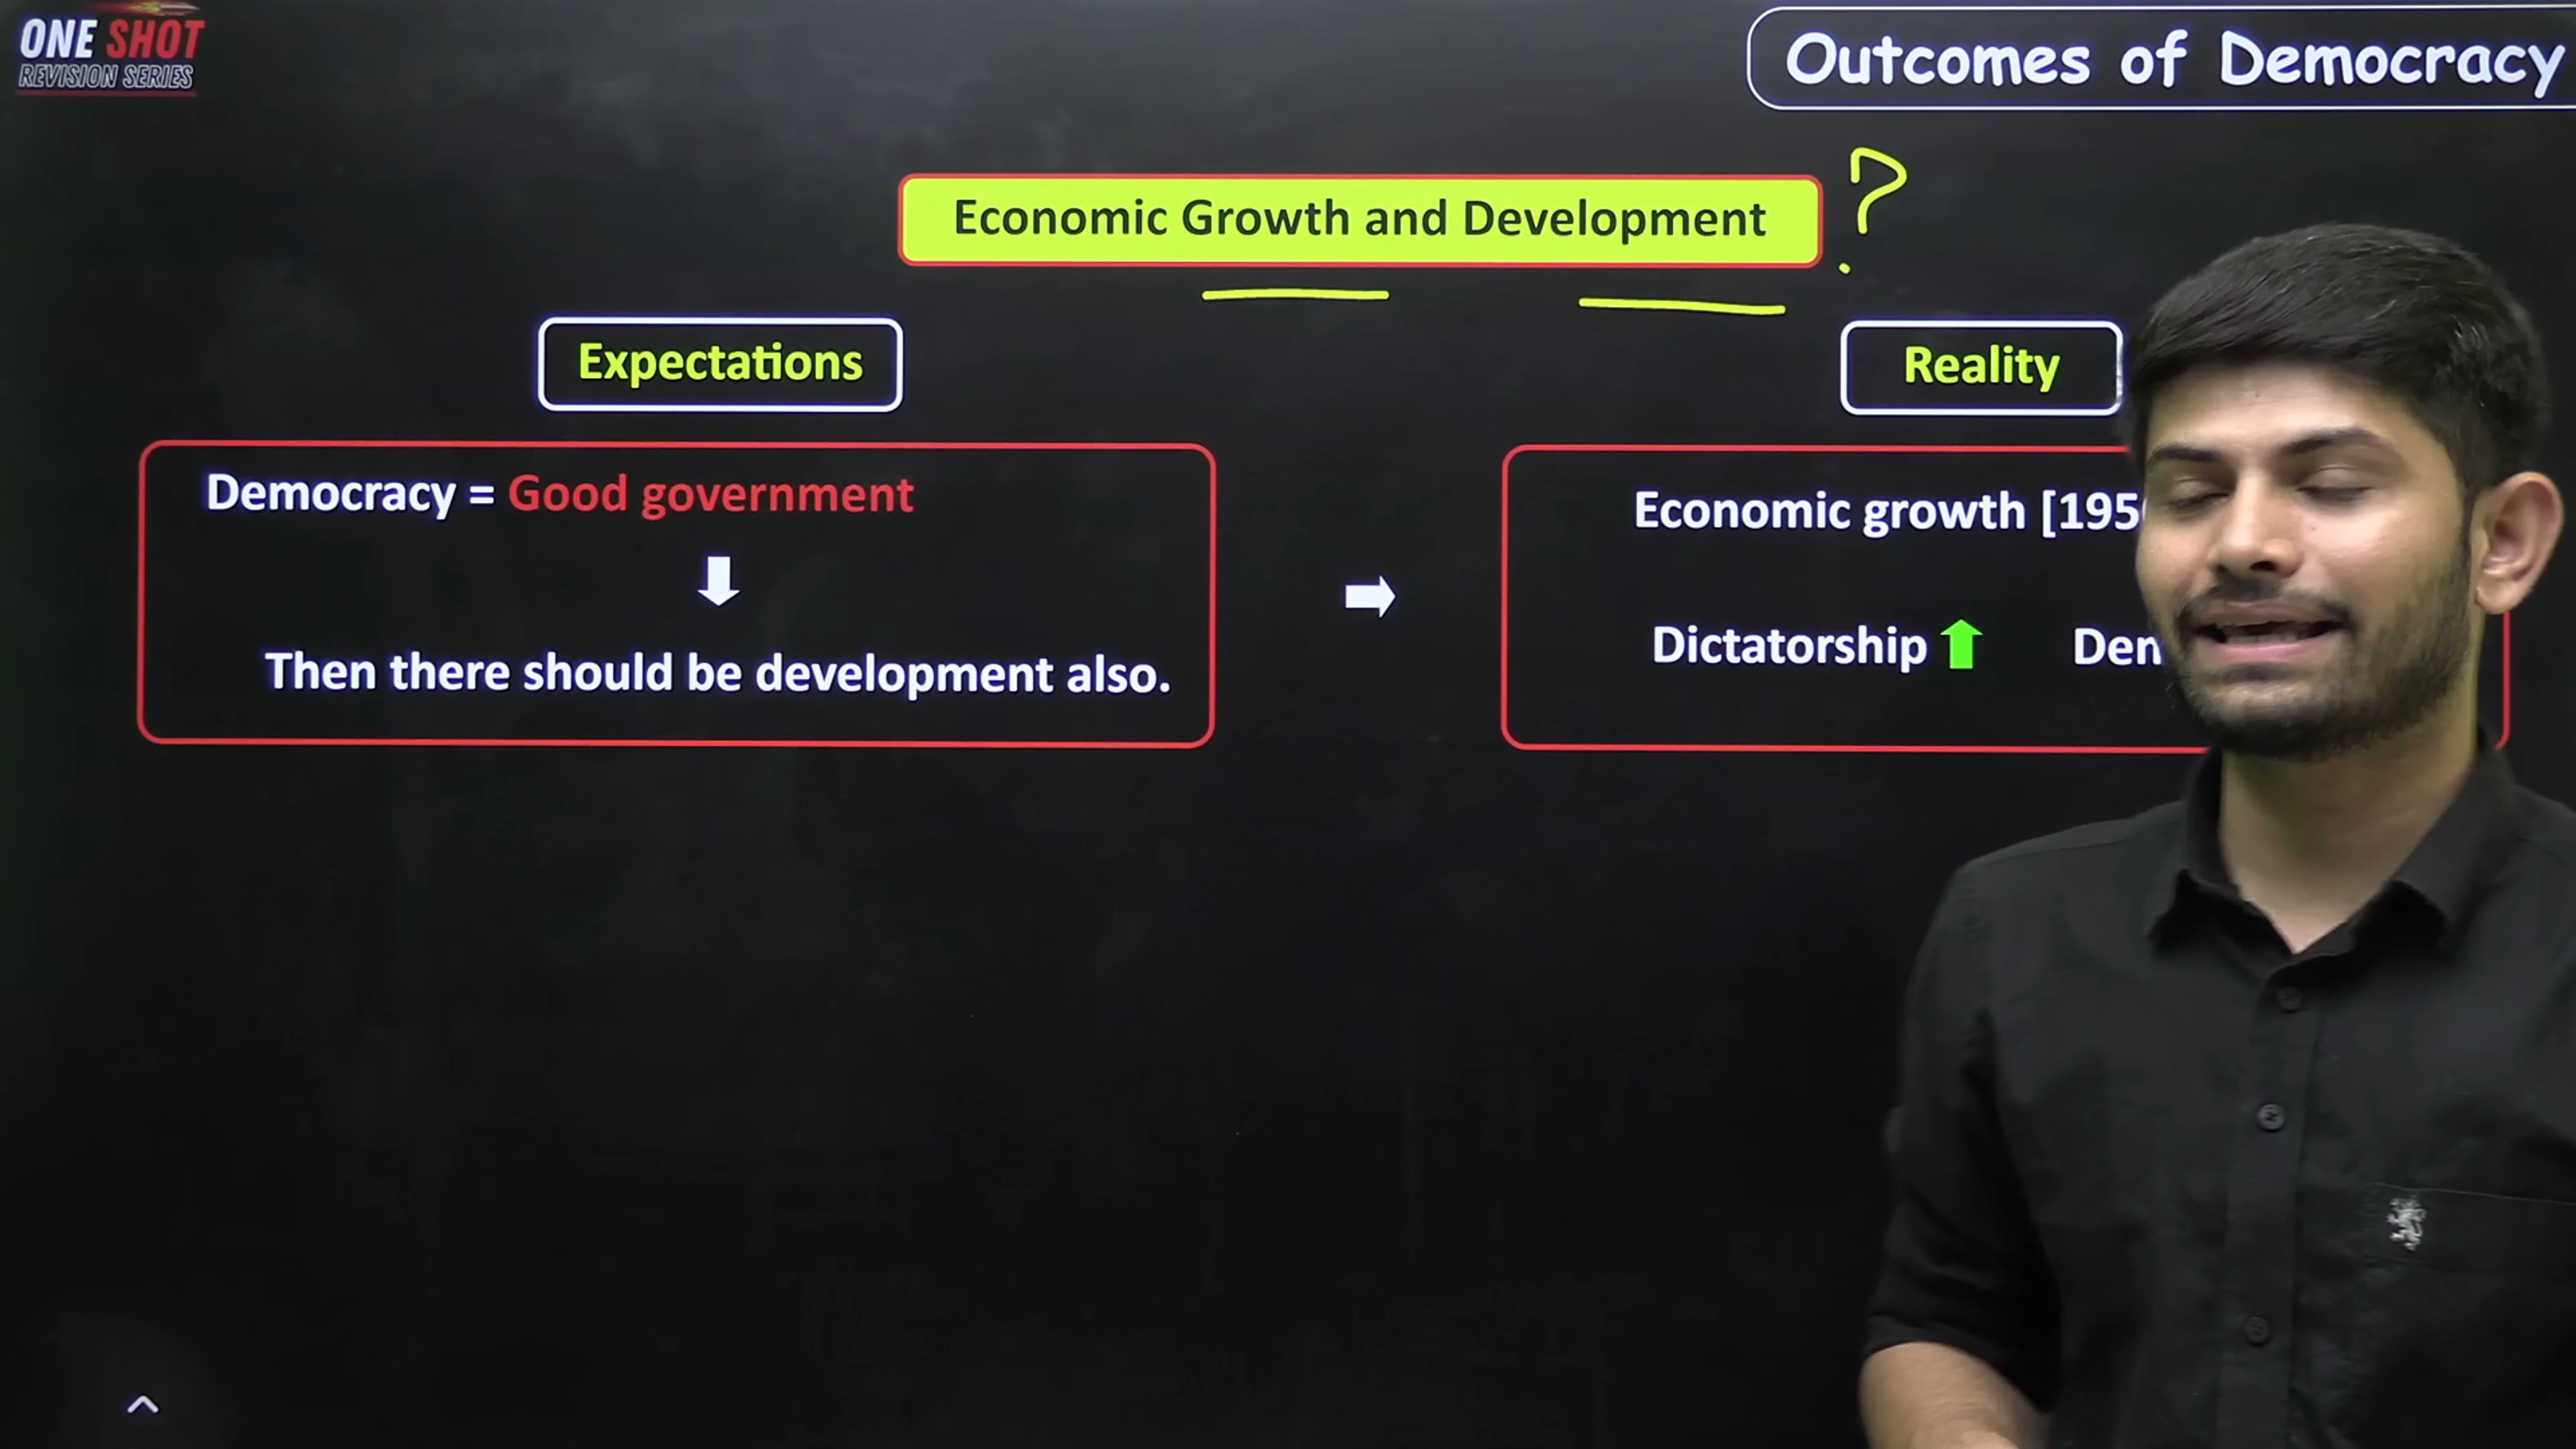 ONE SHOT
REVISION SERIES
Outcomes of Democracy
Economic Growth and Development ?
Expectations
Reality
Democracy = Good government
Then there should be development also.
Economic growth [195
Dictatorship